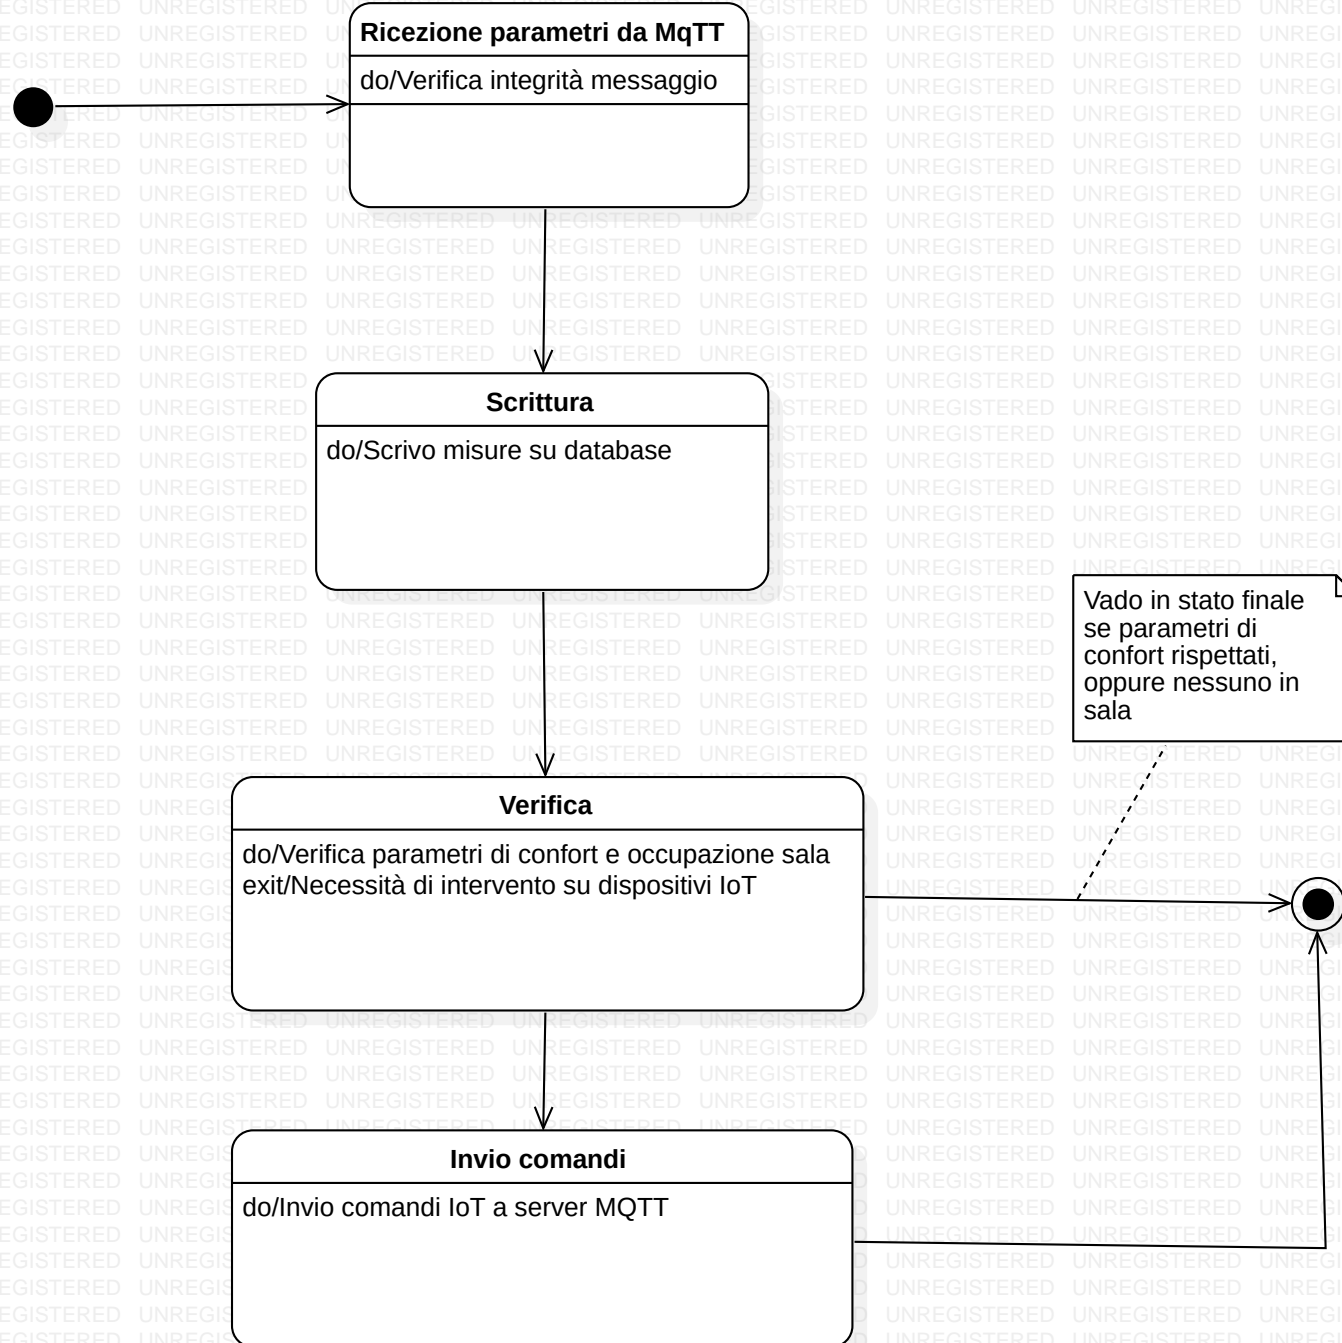 Ricezione parametri da MqTT
do/Verifica integrità messaggio
Scrittura
do/Scrivo misure su database
Vado in stato finale
se parametri di
confort rispettati,
oppure nessuno in
sala
Verifica
do/Verifica parametri di confort e occupazione sala
exit/Necessità di intervento su dispositivi IoT
Invio comandi
do/Invio comandi IoT a server MQTT
UNREGISTERED